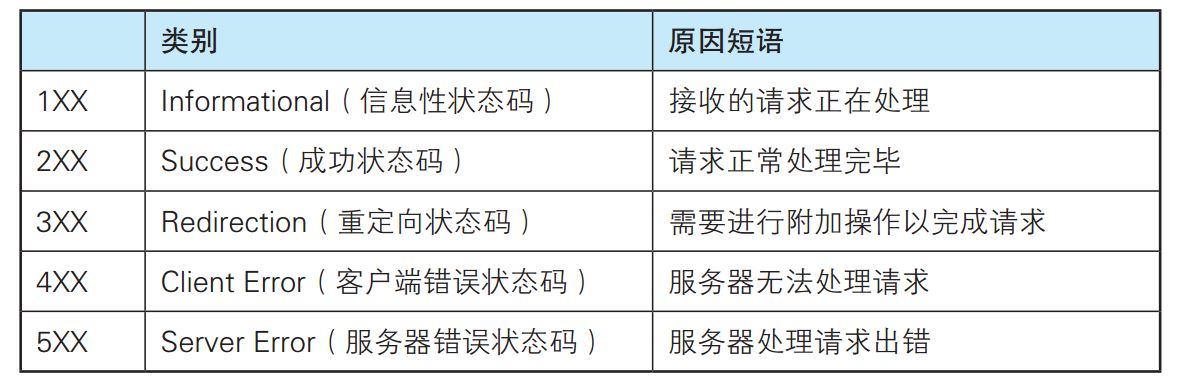 类别 原因短语
1XX Informational（信息性状态码） 接收的请求正在处理
2XX Success（成功状态码） 请求正常处理完毕
3XX Redirection（重定向状态码） 需要进行附加操作以完成请求
4XX Client Error（客户端错误状态码） 服务器无法处理请求
5XX Server Error（服务器错误状态码） 服务器处理请求出错